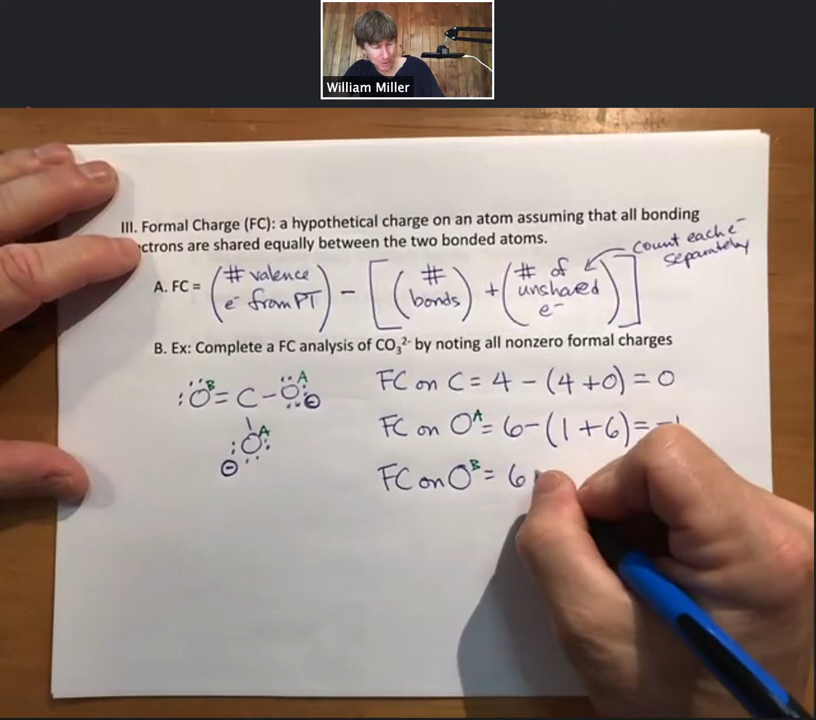 William Miller
III. Formal Charge (FC): a hypothetical charge on an atom assuming that all bonding
ctrons are shared equally between the two bonded atoms.
count each e⁻
separately
A. FC = (# valence e⁻ from PT) - [(# bonds) + (# of unshared e⁻)]
B. Ex: Complete a FC analysis of CO₃²⁻ by noting all nonzero formal charges
:Ö^B = C - Ö:^A ⊖
:O:^A ⊖
FC on C = 4 - (4 + 0) = 0
FC on O^A = 6 - (1 + 6) = -1
FC on O^B = 6